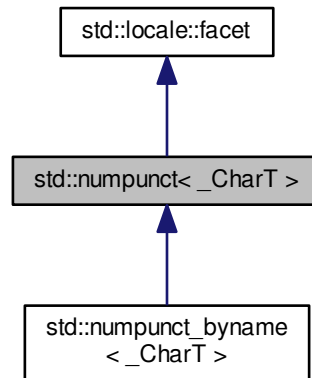 std::locale::facet
std::numpunct< _CharT >
std::numpunct_byname
< _CharT >